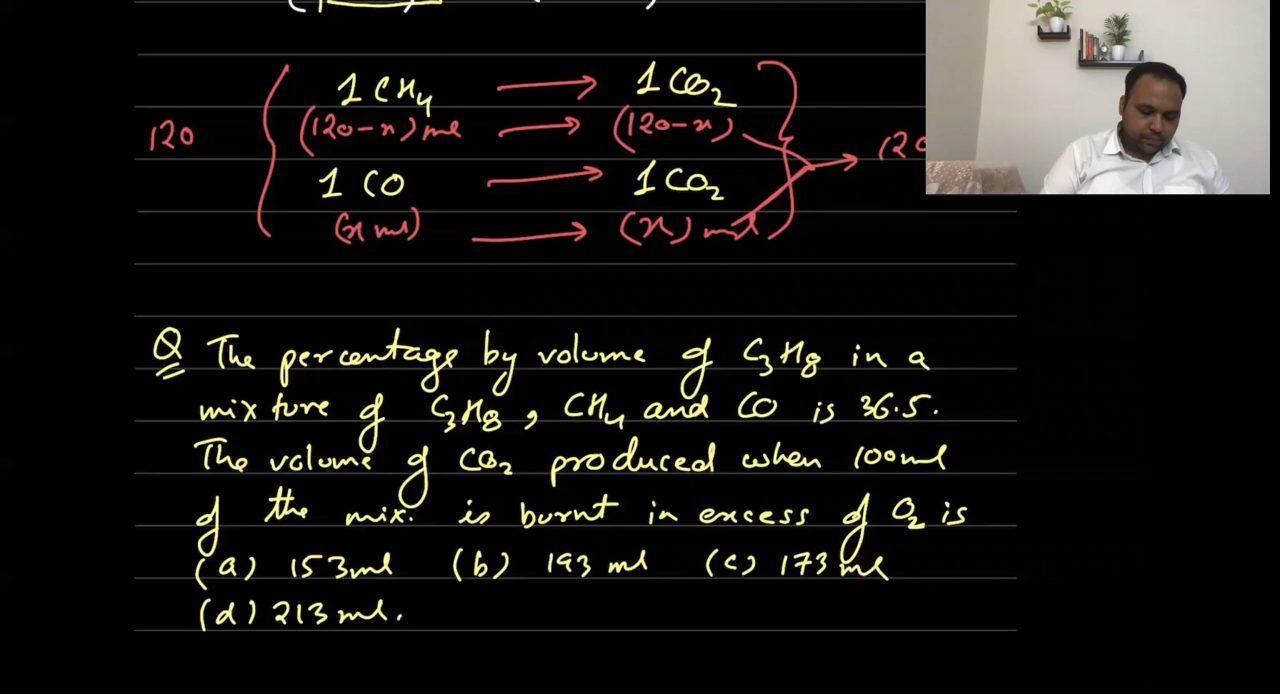 1 CH₄ → 1 CO₂
120 (120-x) ml → (120-x)
1 CO → 1 CO₂
(x ml) → (x) ml
Q The percentage by volume of C₃H₈ in a
mixture of C₃H₈, CH₄ and CO is 36.5.
The volume of CO₂ produced when 100ml
of the mix. is burnt in excess of O₂ is
(a) 153ml (b) 193 ml (c) 173 ml
(d) 213 ml.